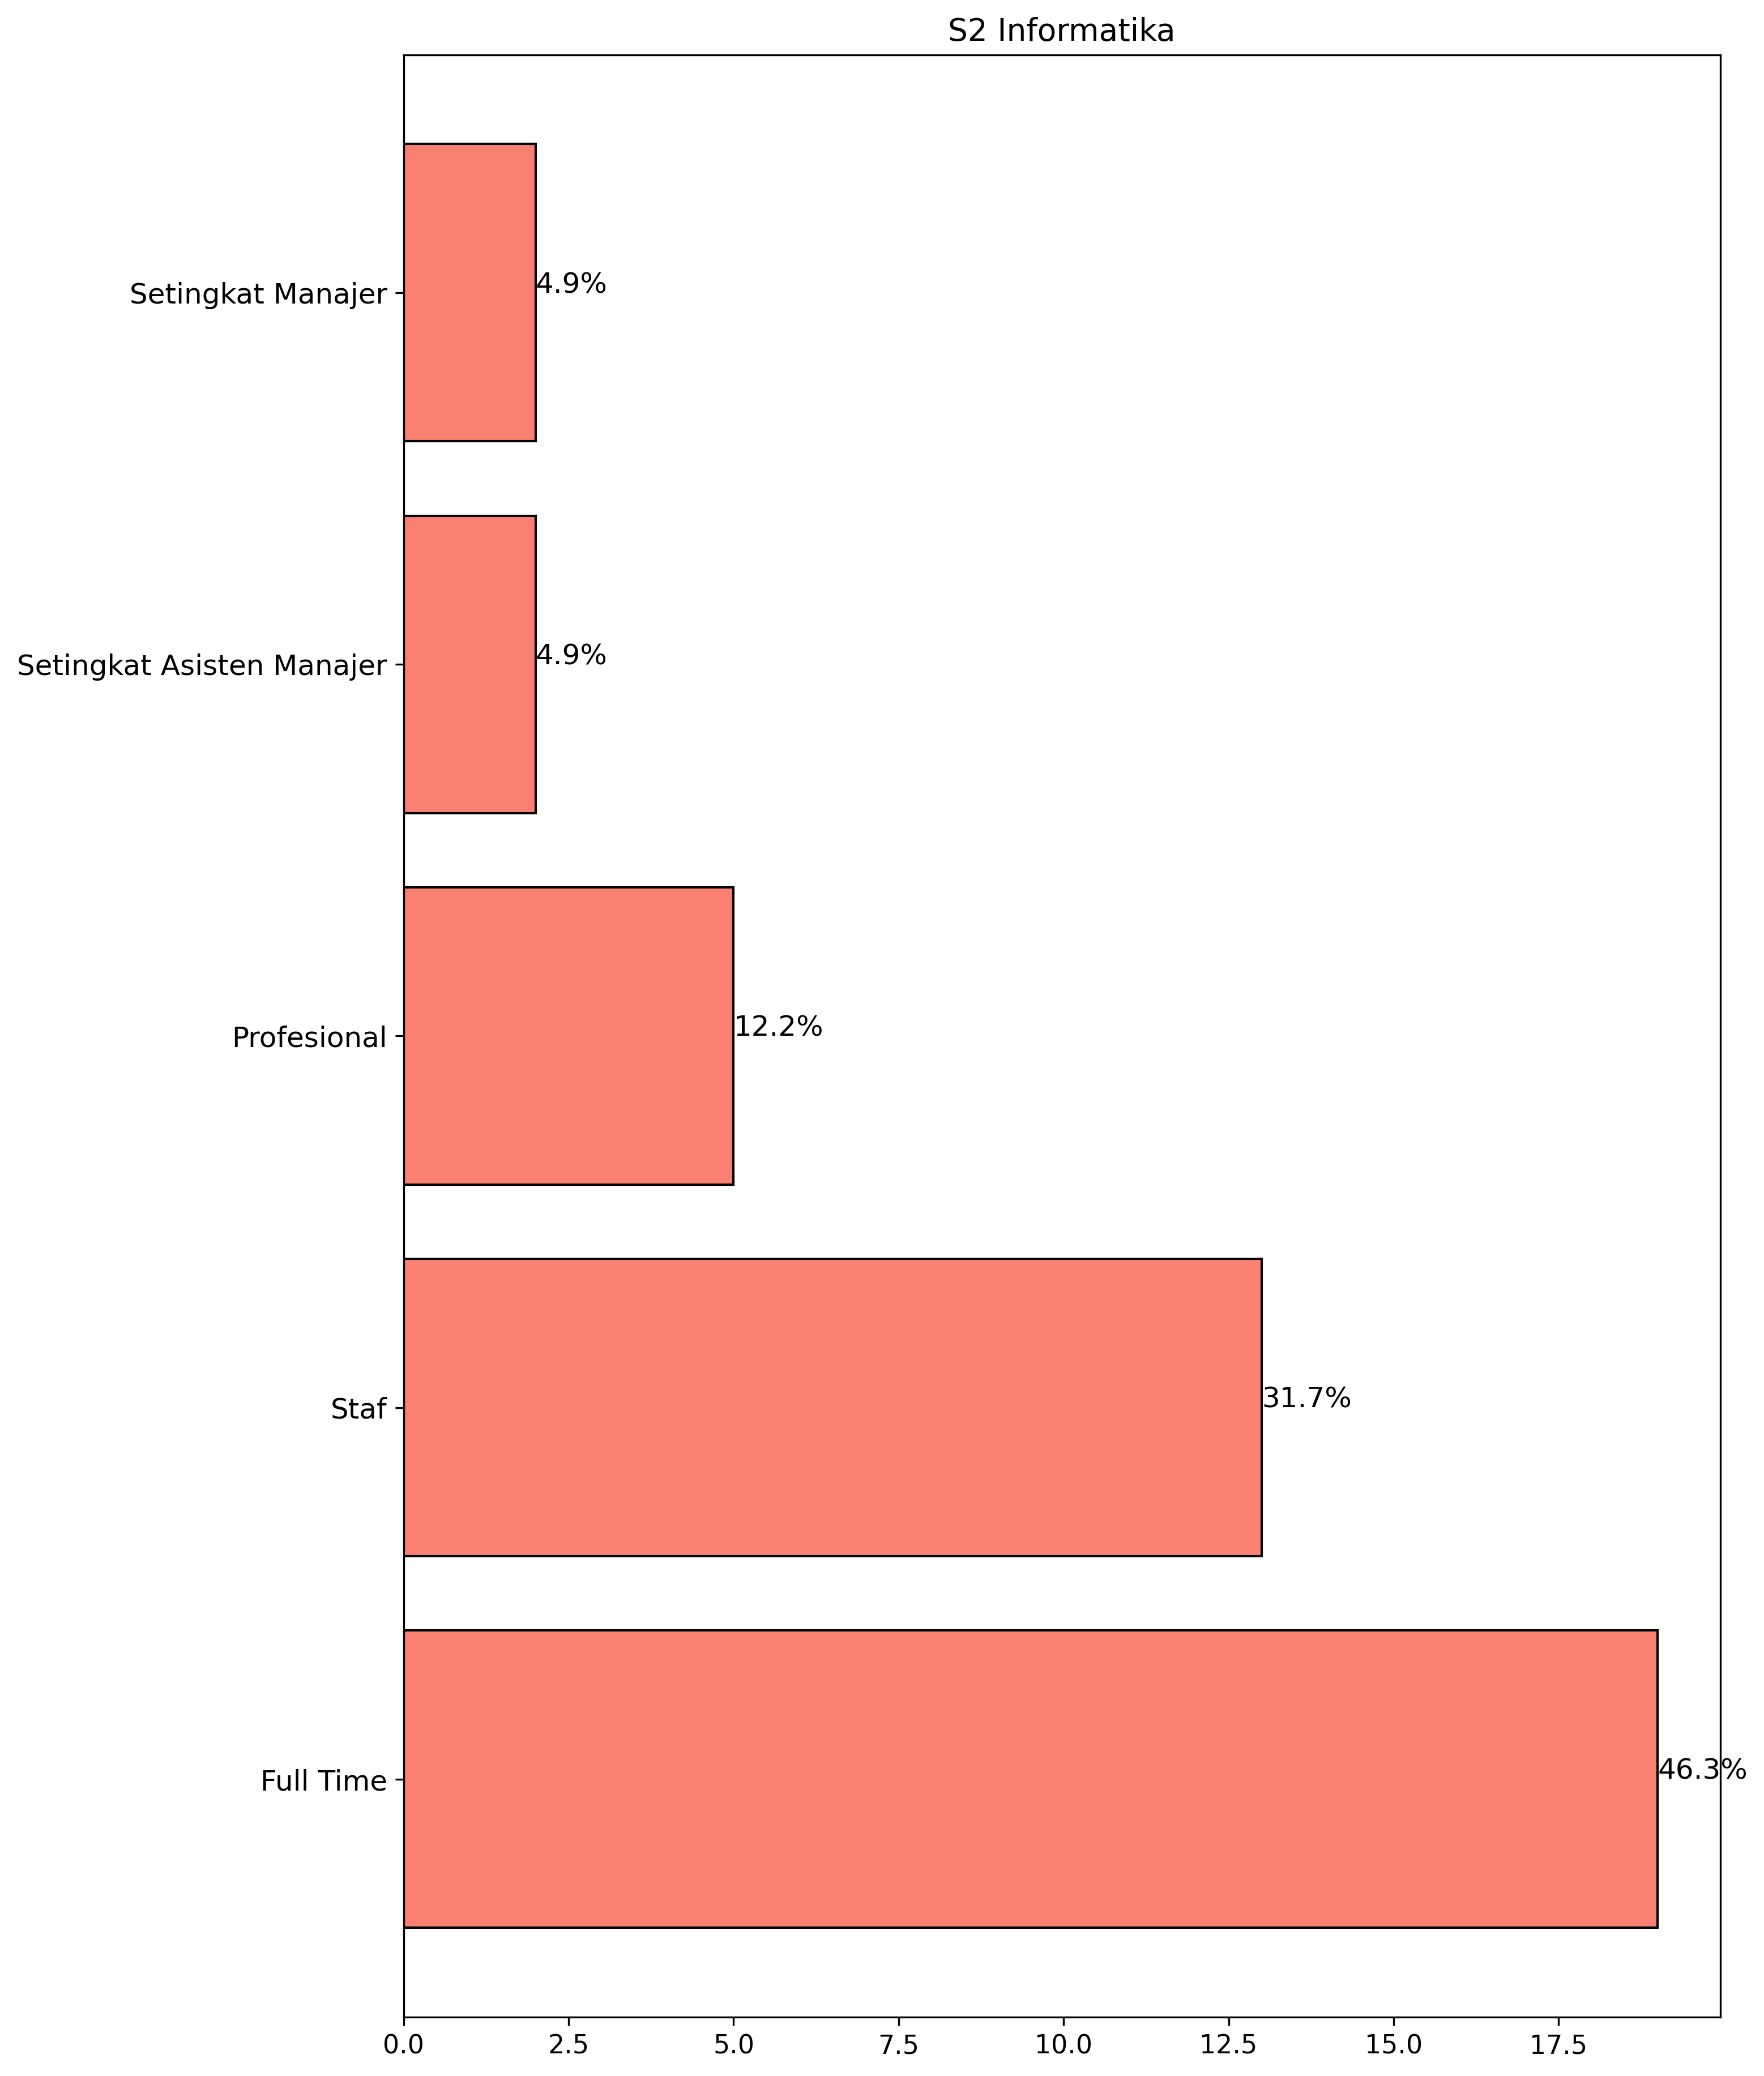 S2 Informatika
Setingkat Manajer
4.9%
Setingkat Asisten Manajer
4.9%
Profesional
12.2%
Staf
31.7%
Full Time
46.3%
0.0 2.5 5.0 7.5 10.0 12.5 15.0 17.5